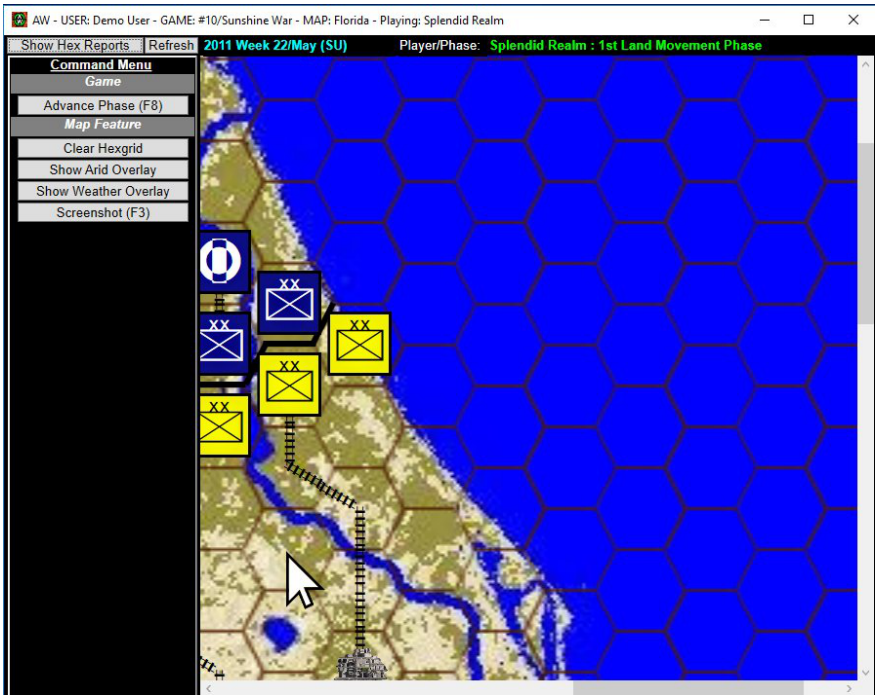 AW - USER: Demo User - GAME: #10/Sunshine War - MAP: Florida - Playing: Splendid Realm
Show Hex Reports Refresh 2011 Week 22/May (SU) Player/Phase: Splendid Realm : 1st Land Movement Phase
Command Menu
Game
Advance Phase (F8)
Map Feature
Clear Hexgrid
Show Arid Overlay
Show Weather Overlay
Screenshot (F3)
XX
XX
XX
XX
XX